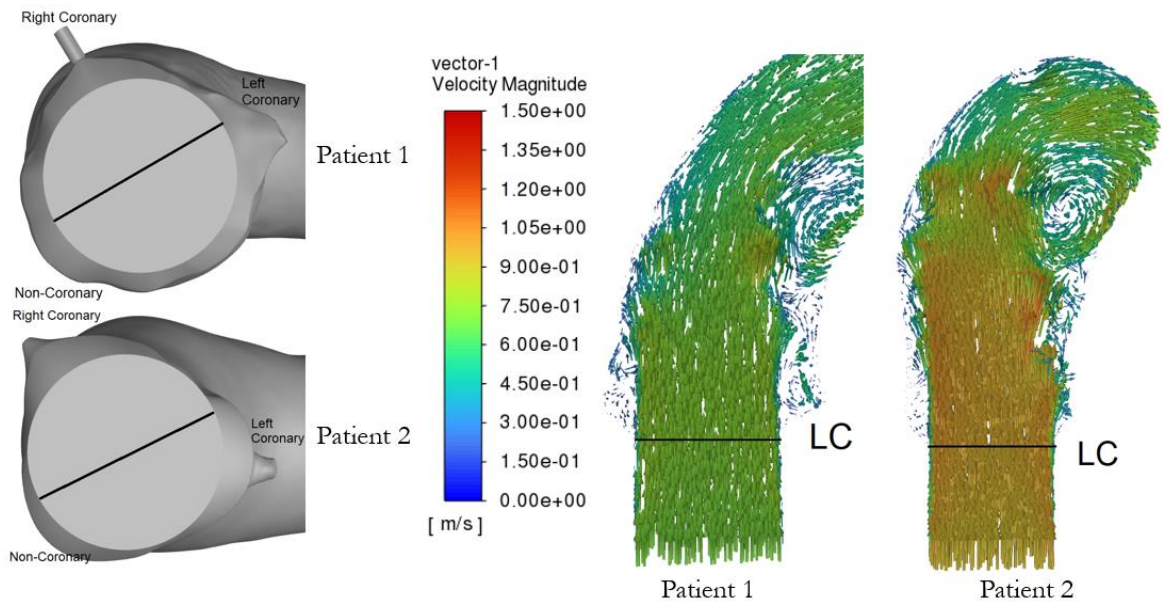 Right Coronary
Left
Coronary
Patient 1
Non-Coronary
Right Coronary
Left
Coronary
Patient 2
Non-Coronary
vector-1
Velocity Magnitude
1.50e+00
1.35e+00
1.20e+00
1.05e+00
9.00e-01
7.50e-01
6.00e-01
4.50e-01
3.00e-01
1.50e-01
0.00e+00
[ m/s ]
LC
Patient 1
LC
Patient 2